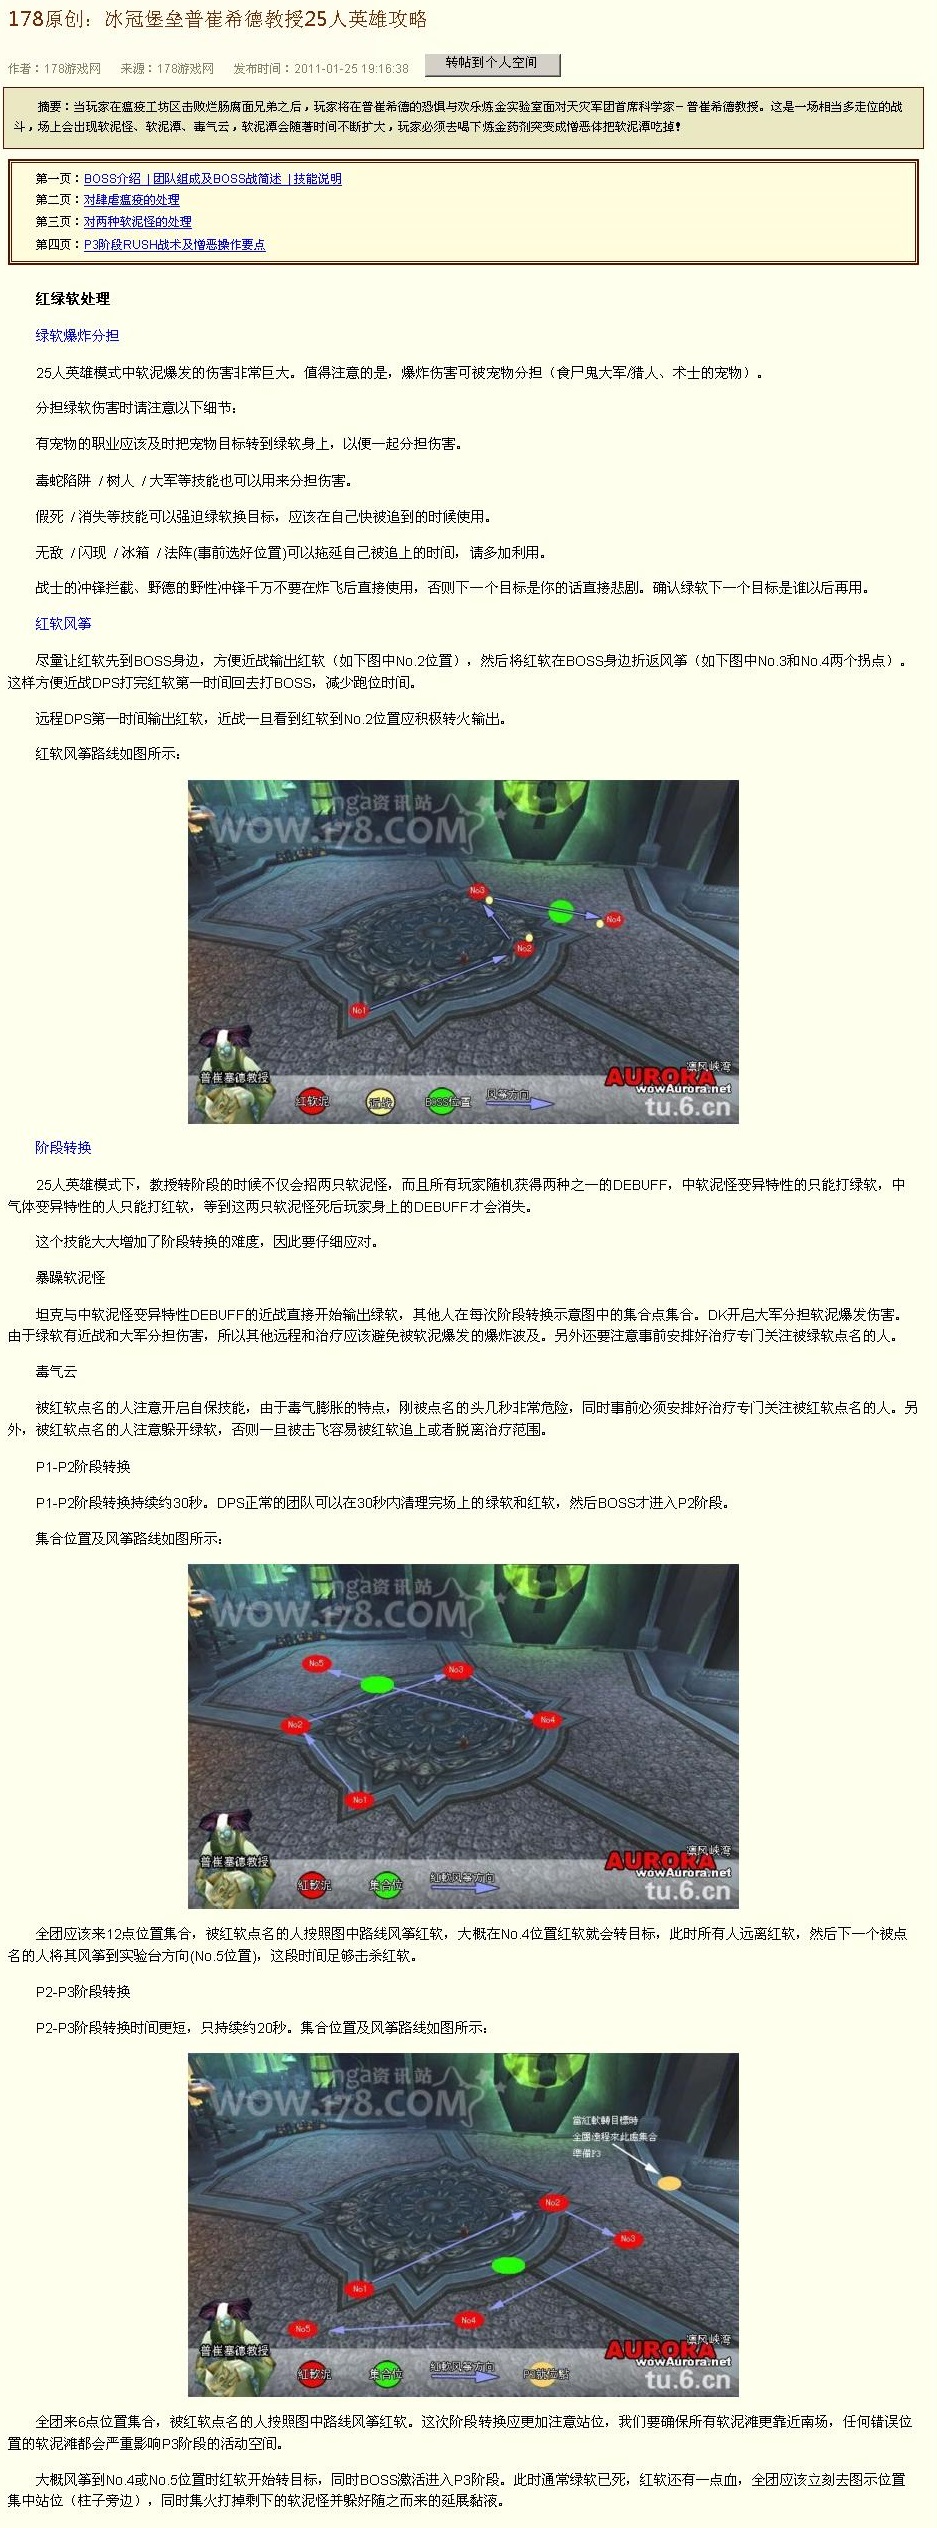 178原创：冰冠堡垒普崔希德教授25人英雄攻略
作者：178游戏网 来源：178游戏网 发布时间：2011-01-25 19:16:38 转帖到个人空间
摘要：当玩家在瘟疫工坊区击败烂肠腐面兄弟之后，玩家将在普崔希德的恐惧与欢乐炼金实验室面对天灾军团首席科学家－普崔希德教授。这是一场相当多走位的战
斗，场上会出现软泥怪、软泥潭、毒气云，软泥潭会随著时间不断扩大，玩家必须去喝下炼金药剂突变成憎恶体把软泥潭吃掉！
第一页：BOSS介绍 | 团队组成及BOSS战简述 | 技能说明
第二页：对肆虐瘟疫的处理
第三页：对两种软泥怪的处理
第四页：P3阶段RUSH战术及憎恶操作要点
红绿软处理
绿软爆炸分担
25人英雄模式中软泥爆发的伤害非常巨大。值得注意的是，爆炸伤害可被宠物分担（食尸鬼大军/猎人、术士的宠物）。
分担绿软伤害时请注意以下细节：
有宠物的职业应该及时把宠物目标转到绿软身上，以便一起分担伤害。
毒蛇陷阱 / 树人 / 大军等技能也可以用来分担伤害。
假死 / 消失等技能可以强迫绿软换目标，应该在自己快被追到的时候使用。
无敌 / 闪现 / 冰箱 / 法阵(事前选好位置)可以拖延自己被追上的时间，请多加利用。
战士的冲锋拦截、野德的野性冲锋千万不要在炸飞后直接使用，否则下一个目标是你的话直接悲剧。确认绿软下一个目标是谁以后再用。
红软风筝
尽量让红软先到BOSS身边，方便近战输出红软（如下图中No.2位置），然后将红软在BOSS身边折返风筝（如下图中No.3和No.4两个拐点）。
这样方便近战DPS打完红软第一时间回去打BOSS，减少跑位时间。
远程DPS第一时间输出红软，近战一旦看到红软到No.2位置应积极转火输出。
红软风筝路线如图所示：
nga资讯站
WOW.178.COM
No3
No4
No2
No1
澳风峡湾
普崔塞德教授
AURORA
wowAurora.net
红软泥 近战 BOSS位置 风筝方向
tu.6.cn
阶段转换
25人英雄模式下，教授转阶段的时候不仅会招两只软泥怪，而且所有玩家随机获得两种之一的DEBUFF，中软泥怪变异特性的只能打绿软，中
气体变异特性的人只能打红软，等到这两只软泥怪死后玩家身上的DEBUFF才会消失。
这个技能大大增加了阶段转换的难度，因此要仔细应对。
暴躁软泥怪
坦克与中软泥怪变异特性DEBUFF的近战直接开始输出绿软，其他人在每次阶段转换示意图中的集合点集合。DK开启大军分担软泥爆发伤害。
由于绿软有近战和大军分担伤害，所以其他远程和治疗应该避免被软泥爆发的爆炸波及。另外还要注意事前安排好治疗专门关注被绿软点名的人。
毒气云
被红软点名的人注意开启自保技能，由于毒气膨胀的特点，刚被点名的头几秒非常危险，同时事前必须安排好治疗专门关注被红软点名的人。另
外，被红软点名的人注意躲开绿软，否则一旦被击飞容易被红软追上或者脱离治疗范围。
P1-P2阶段转换
P1-P2阶段转换持续约30秒。DPS正常的团队可以在30秒内清理完场上的绿软和红软，然后BOSS才进入P2阶段。
集合位置及风筝路线如图所示：
nga资讯站
WOW.178.COM
No5
No3
No2
No4
No1
澳风峡湾
普崔塞德教授
AURORA
wowAurora.net
紅軟泥 集合位 紅軟风筝方向
tu.6.cn
全团应该来12点位置集合，被红软点名的人按照图中路线风筝红软，大概在No.4位置红软就会转目标，此时所有人远离红软，然后下一个被点
名的人将其风筝到实验台方向(No.5位置)，这段时间足够击杀红软。
P2-P3阶段转换
P2-P3阶段转换时间更短，只持续约20秒。集合位置及风筝路线如图所示：
nga资讯站
WOW.178.COM
當紅軟轉目標時
全團遠程來此處集合
準備P3
No2
No3
No1
No4
No5
澳风峡湾
普崔塞德教授
AURORA
wowAurora.net
紅軟泥 集合位 紅軟风筝方向 P3就位點
tu.6.cn
全团来6点位置集合，被红软点名的人按照图中路线风筝红软。这次阶段转换应更加注意站位，我们要确保所有软泥滩更靠近南场，任何错误位
置的软泥滩都会严重影响P3阶段的活动空间。
大概风筝到No.4或No.5位置时红软开始转目标，同时BOSS激活进入P3阶段。此时通常绿软已死，红软还有一点血，全团应该立刻去图示位置
集中站位（柱子旁边），同时集火打掉剩下的软泥怪并躲好随之而来的延展黏液。